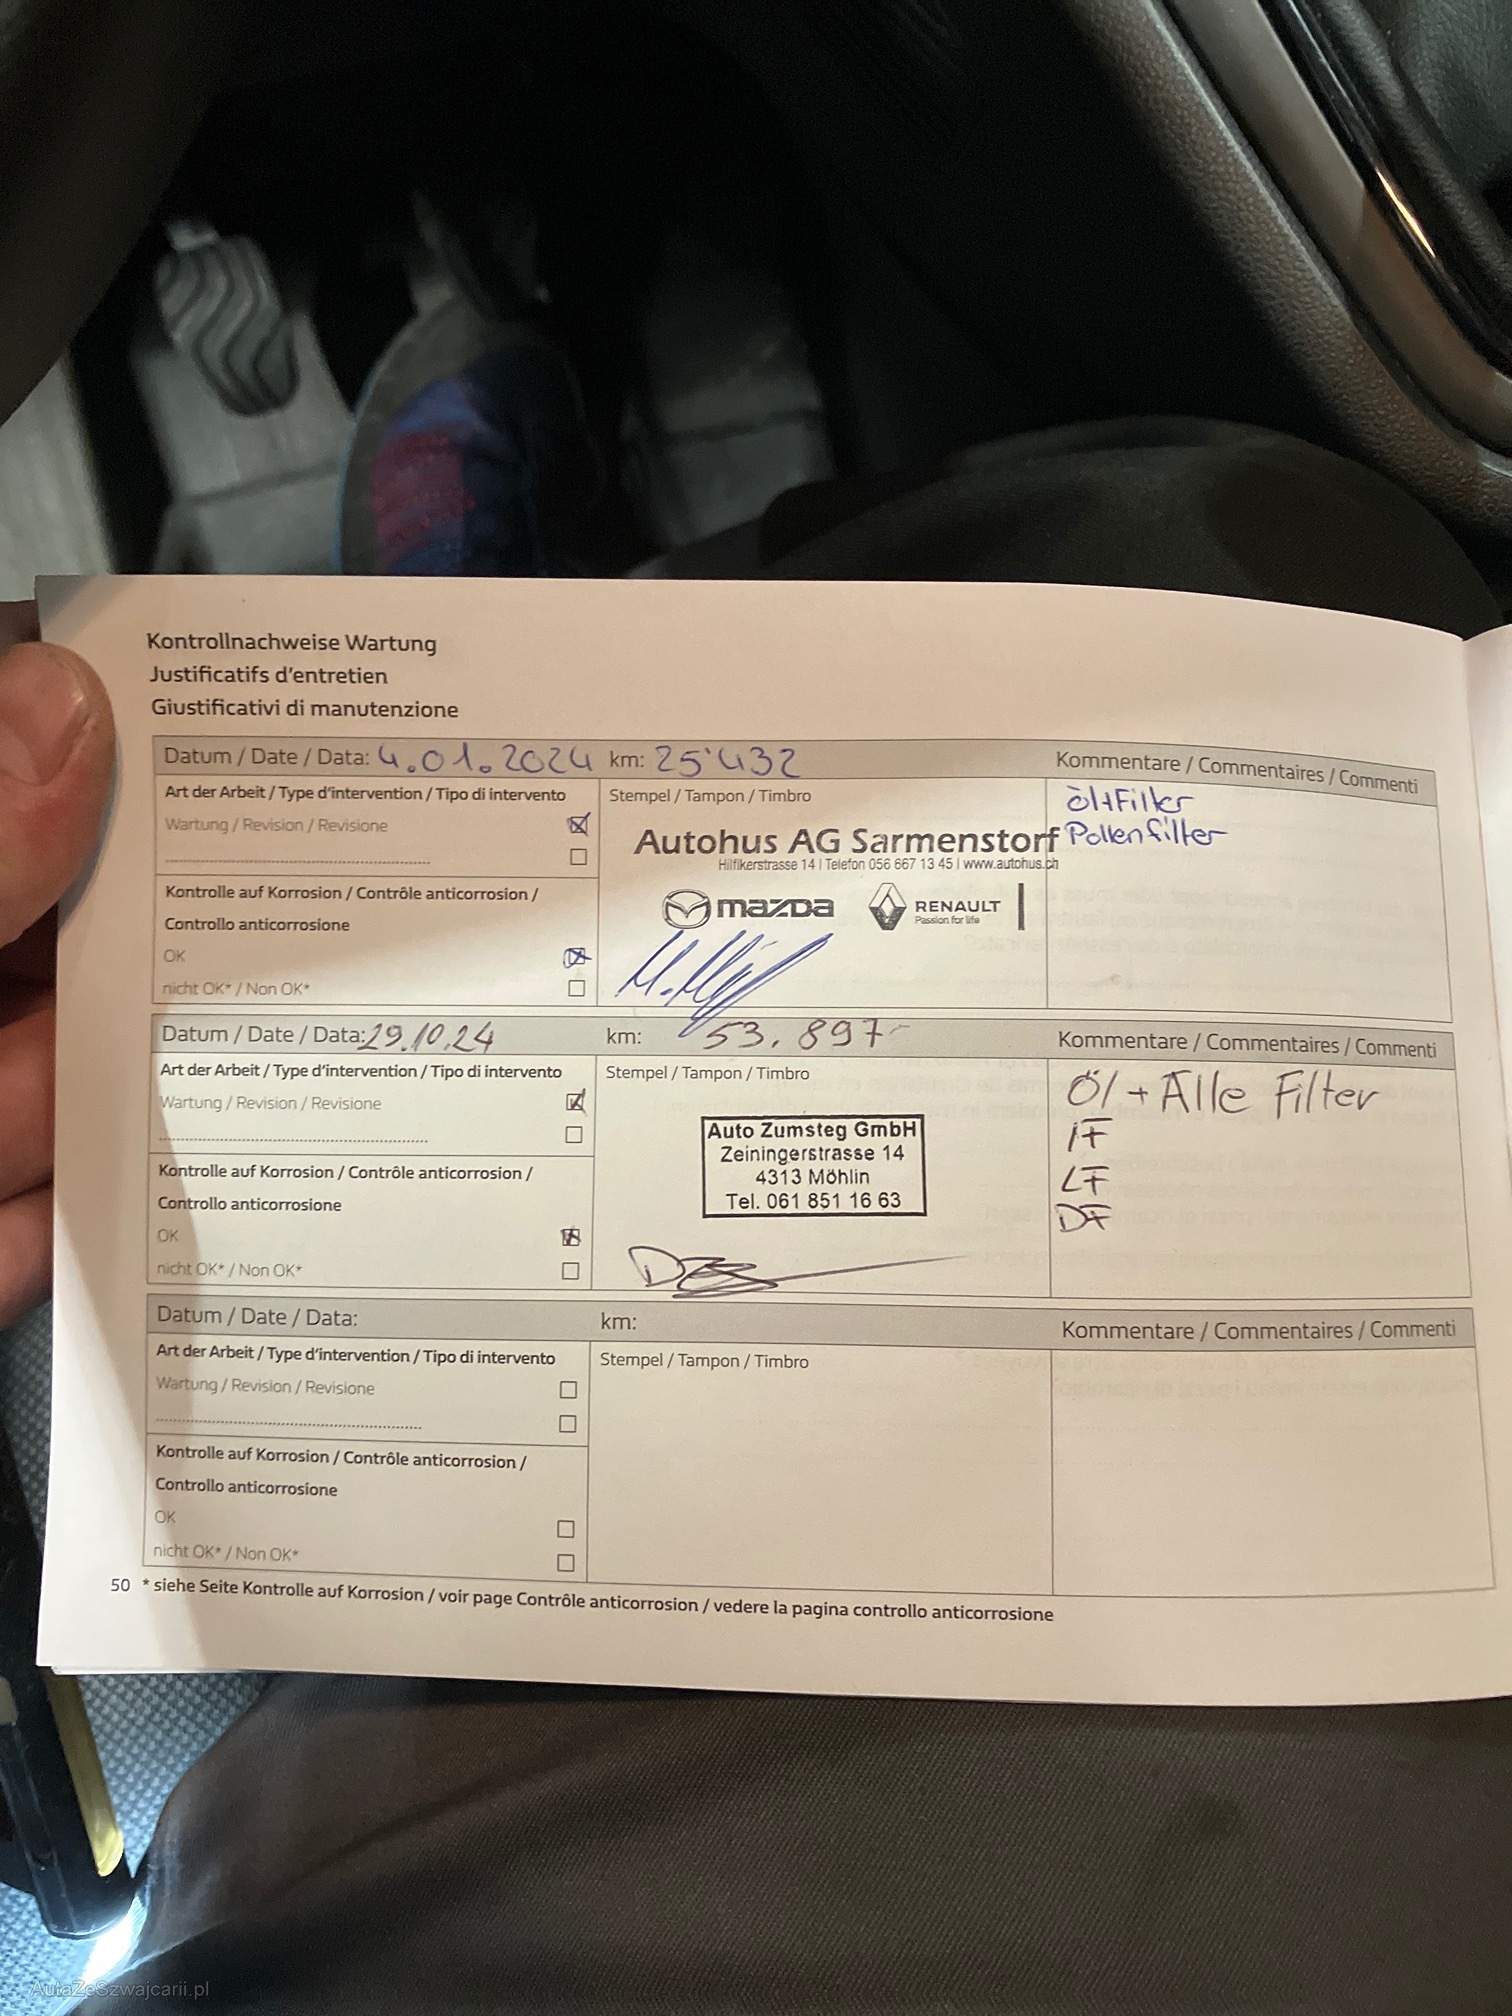 Kontrollnachweise Wartung
Justificatifs d'entretien
Giustificativi di manutenzione
Datum / Date / Data: 4.01.2024 km: 25'432 Kommentare / Commentaires / Commenti
Art der Arbeit / Type d'intervention / Tipo di intervento
Stempel / Tampon / Timbro
Öl+Filter
Wartung / Revision / Revisione
Pollenfilter
Autohus AG Sarmenstorf
Hilfikerstrasse 14 | Telefon 056 667 13 45 | www.autohus.ch
Kontrolle auf Korrosion / Contrôle anticorrosion /
Controllo anticorrosione
mazda RENAULT
Passion for life
OK
nicht OK* / Non OK*
Datum / Date / Data: 29.10.24 km: 53.897 Kommentare / Commentaires / Commenti
Art der Arbeit / Type d'intervention / Tipo di intervento
Stempel / Tampon / Timbro
Öl + Alle Filter
Wartung / Revision / Revisione
IF
LF
DF
Auto Zumsteg GmbH
Zeiningerstrasse 14
4313 Möhlin
Tel. 061 851 16 63
Kontrolle auf Korrosion / Contrôle anticorrosion /
Controllo anticorrosione
OK
nicht OK* / Non OK*
Datum / Date / Data: km: Kommentare / Commentaires / Commenti
Art der Arbeit / Type d'intervention / Tipo di intervento
Stempel / Tampon / Timbro
Wartung / Revision / Revisione
Kontrolle auf Korrosion / Contrôle anticorrosion /
Controllo anticorrosione
OK
nicht OK* / Non OK*
50 * siehe Seite Kontrolle auf Korrosion / voir page Contrôle anticorrosion / vedere la pagina controllo anticorrosione
AutaZeSzwajcarii.pl